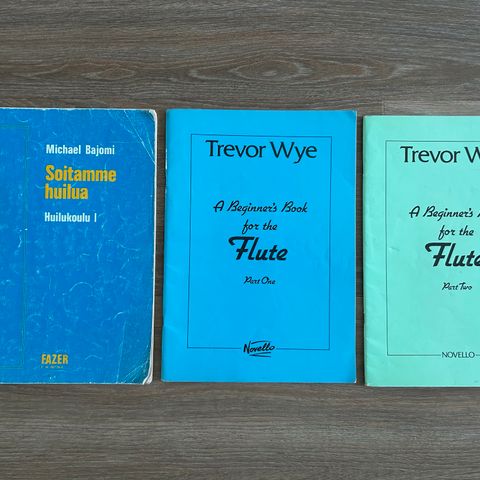 Michael Bajomi
Soitamme
huilua
Huilukoulu I
FAZER
Trevor Wye
A Beginner's Book
for the
Flute
Part One
Novello
Trevor W
A Beginner's
for the
Flute
Part Two
NOVELLO